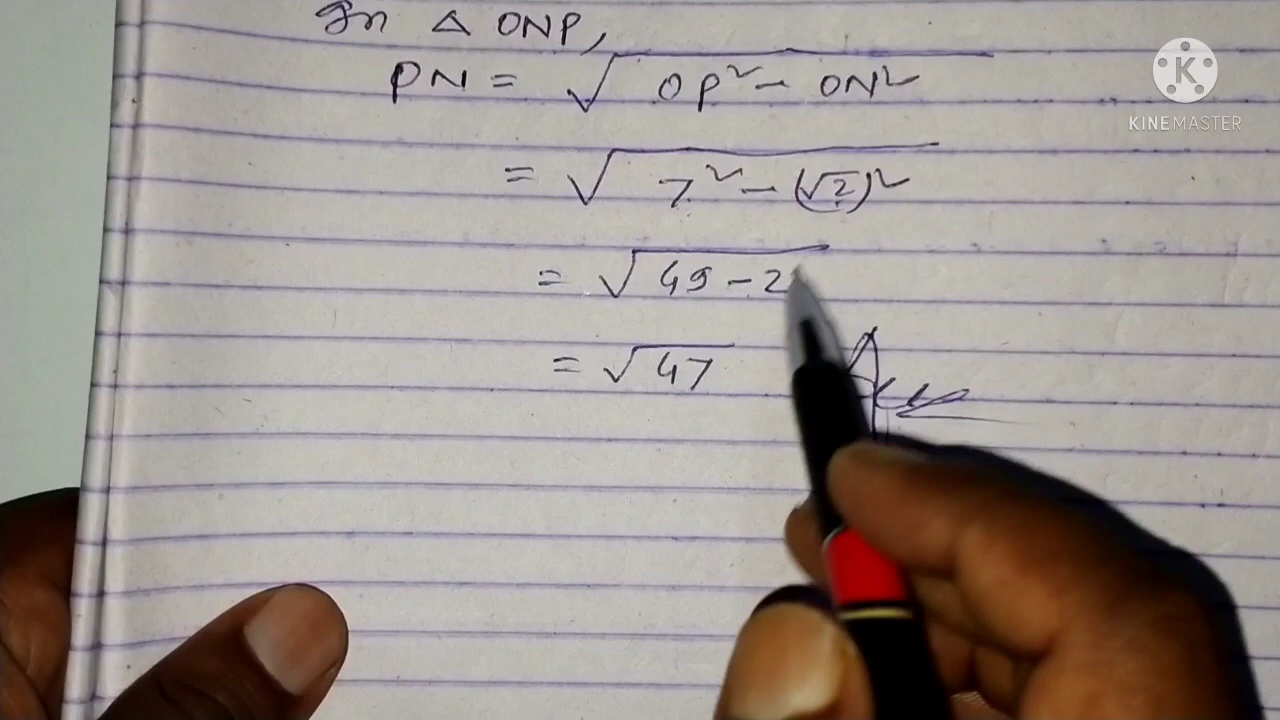 In △ ONP,
PN = √(OP² - ON²)
= √(7² - (√2)²)
= √(49 - 2)
= √47
K
KINEMASTER